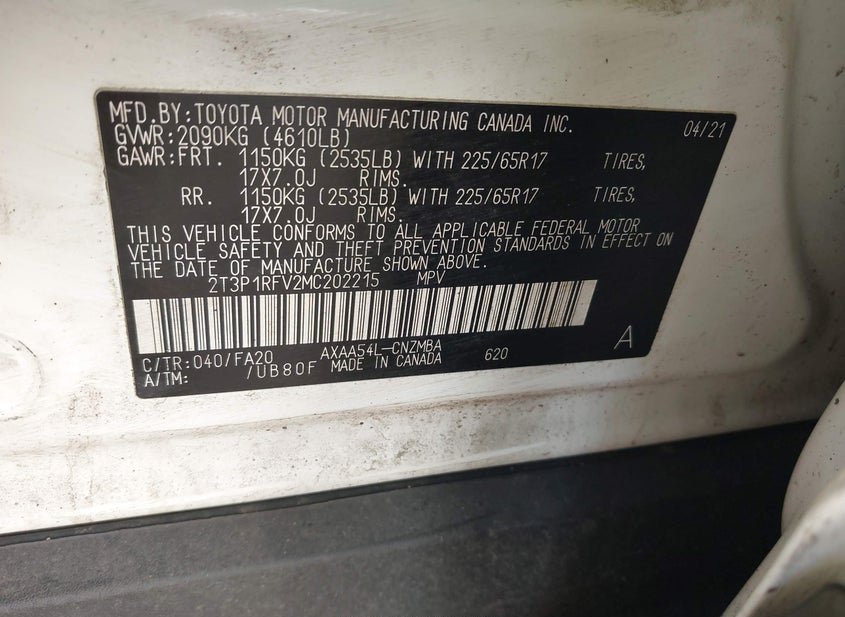 MFD.BY:TOYOTA MOTOR MANUFACTURING CANADA INC. 04/21
GVWR:2090KG (4610LB)
GAWR:FRT. 1150KG (2535LB) WITH 225/65R17 TIRES,
17X7.0J RIMS.
RR. 1150KG (2535LB) WITH 225/65R17 TIRES,
17X7.0J RIMS.
THIS VEHICLE CONFORMS TO ALL APPLICABLE FEDERAL MOTOR
VEHICLE SAFETY AND THEFT PREVENTION STANDARDS IN EFFECT ON
THE DATE OF MANUFACTURE SHOWN ABOVE.
2T3P1RFV2MC202215 MPV
C/TR:040/FA20 AXAA54L-CNZMBA 620 A
A/TM: /UB80F MADE IN CANADA